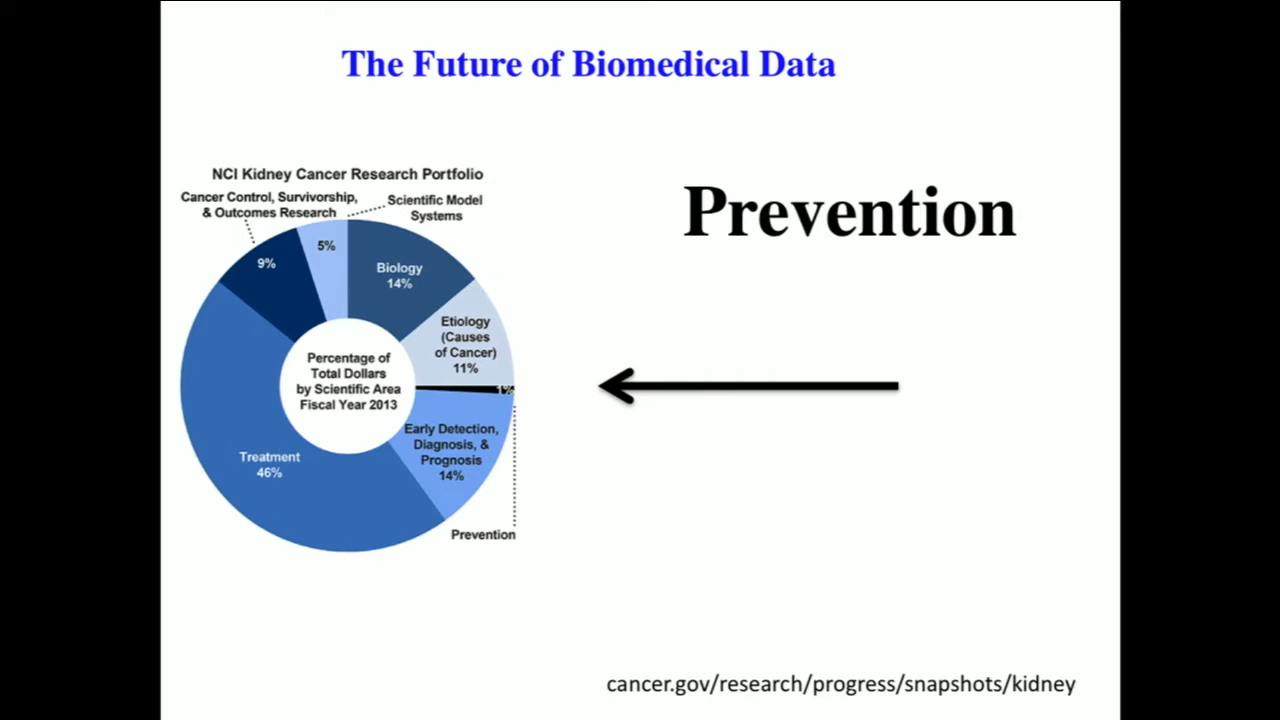 The Future of Biomedical Data
NCI Kidney Cancer Research Portfolio
Cancer Control, Survivorship,
& Outcomes Research
Scientific Model
Systems
5%
9%
Biology
14%
Etiology
(Causes
of Cancer)
11%
1%
Percentage of
Total Dollars
by Scientific Area
Fiscal Year 2013
Early Detection,
Diagnosis, &
Prognosis
14%
Treatment
46%
Prevention
Prevention
cancer.gov/research/progress/snapshots/kidney